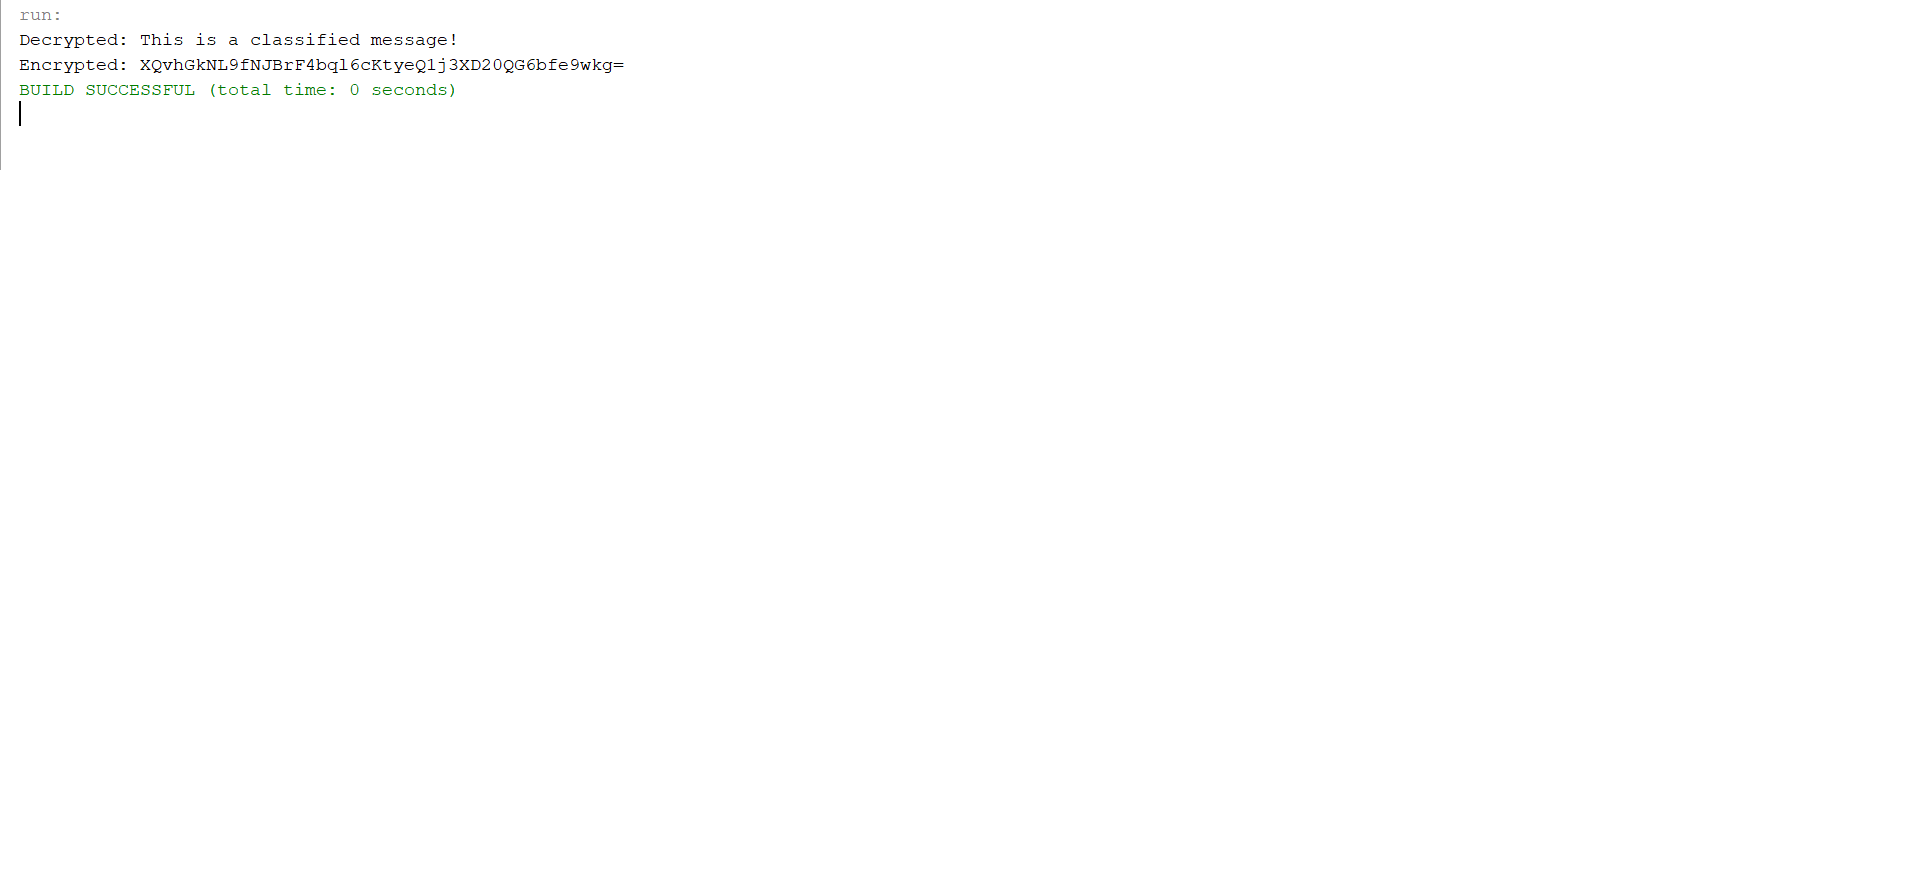 run:
Decrypted: This is a classified message!
Encrypted: XQvhGkNL9fNJBrF4bql6cKtyeQ1j3XD20QG6bfe9wkg=
BUILD SUCCESSFUL (total time: 0 seconds)